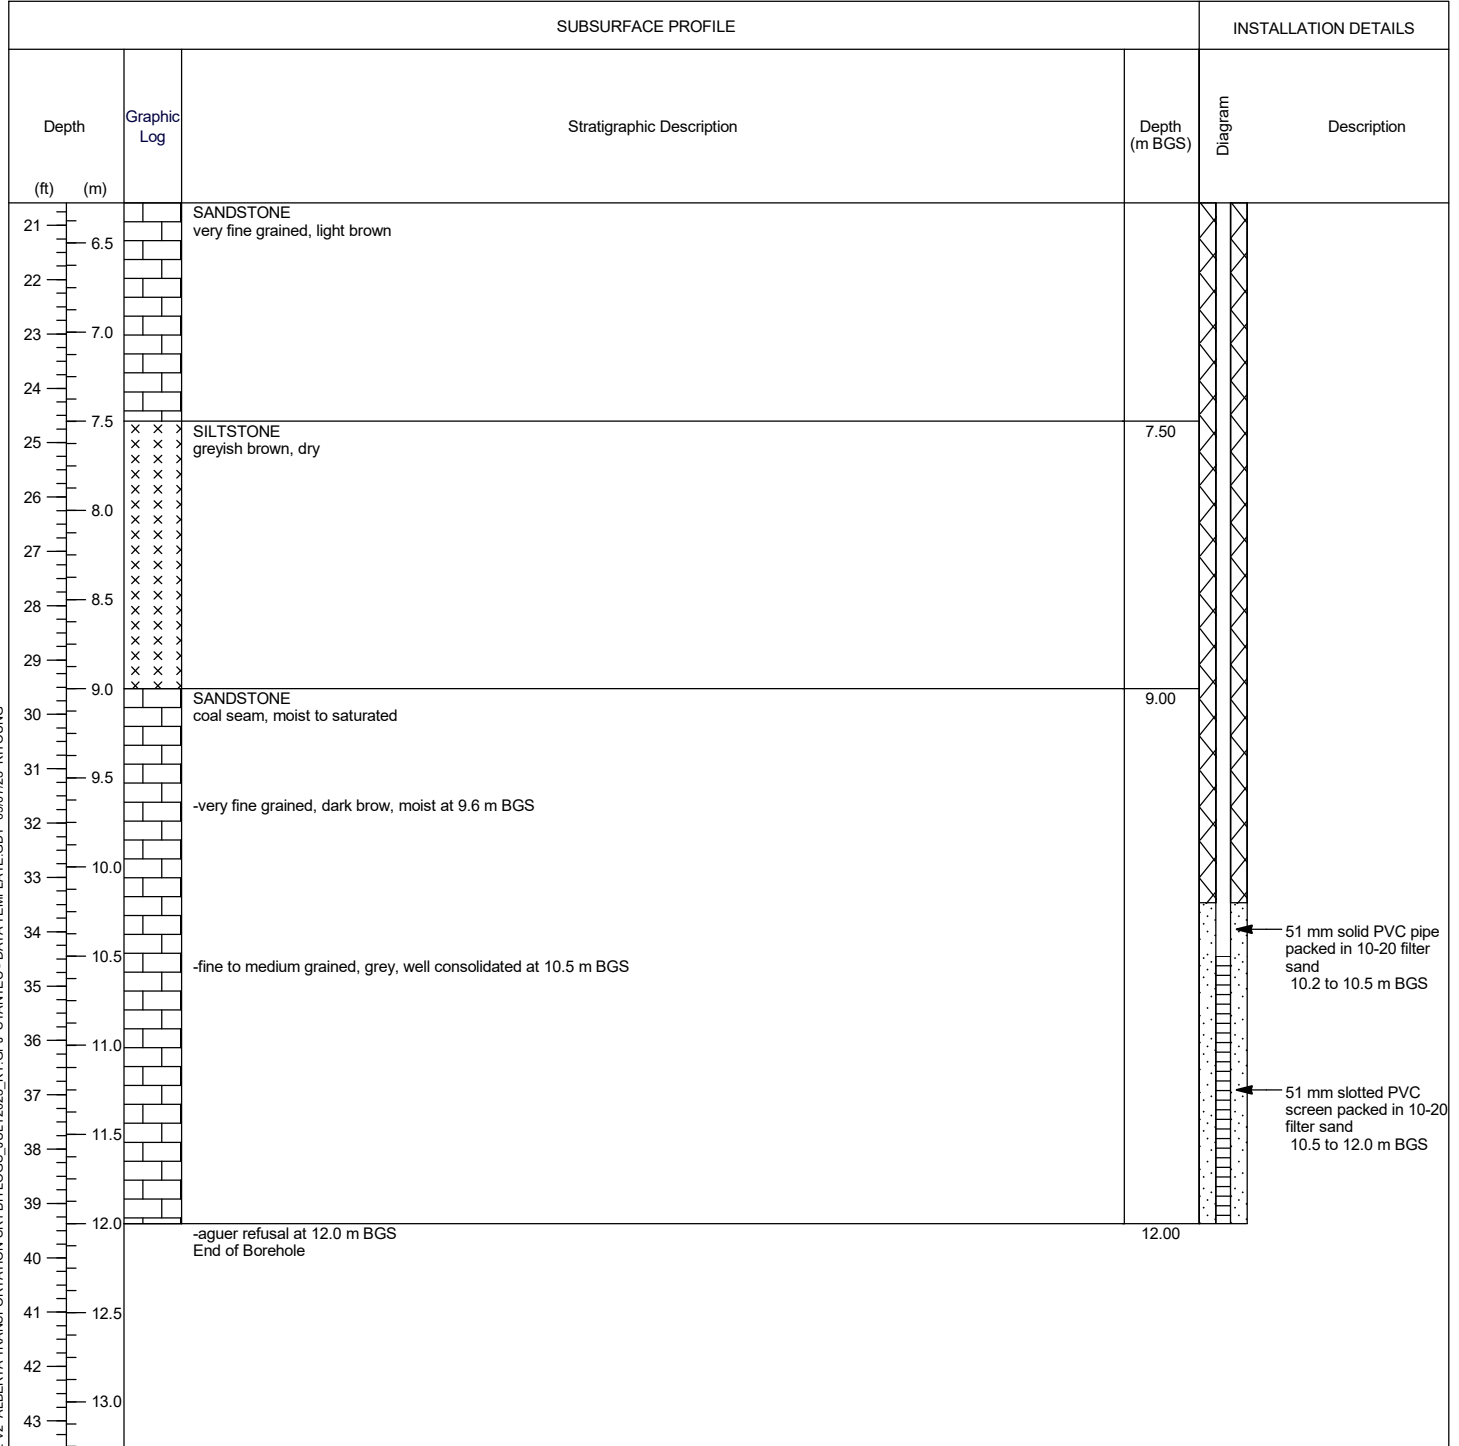 SUBSURFACE PROFILE
INSTALLATION DETAILS
Depth
Graphic
Log
Stratigraphic Description
Depth
(m BGS)
Diagram
Description
(ft) (m)
SANDSTONE
very fine grained, light brown
21
6.5
22
23
7.0
24
7.5
SILTSTONE
7.50
greyish brown, dry
25
26
8.0
27
28
8.5
29
9.0
SANDSTONE
9.00
coal seam, moist to saturated
30
31
9.5
-very fine grained, dark brow, moist at 9.6 m BGS
32
10.0
33
34
51 mm solid PVC pipe
packed in 10-20 filter
sand
10.2 to 10.5 m BGS
10.5
-fine to medium grained, grey, well consolidated at 10.5 m BGS
35
36
11.0
37
51 mm slotted PVC
screen packed in 10-20
filter sand
10.5 to 12.0 m BGS
11.5
38
39
12.0
-aguer refusal at 12.0 m BGS
12.00
End of Borehole
40
41
12.5
42
13.0
43